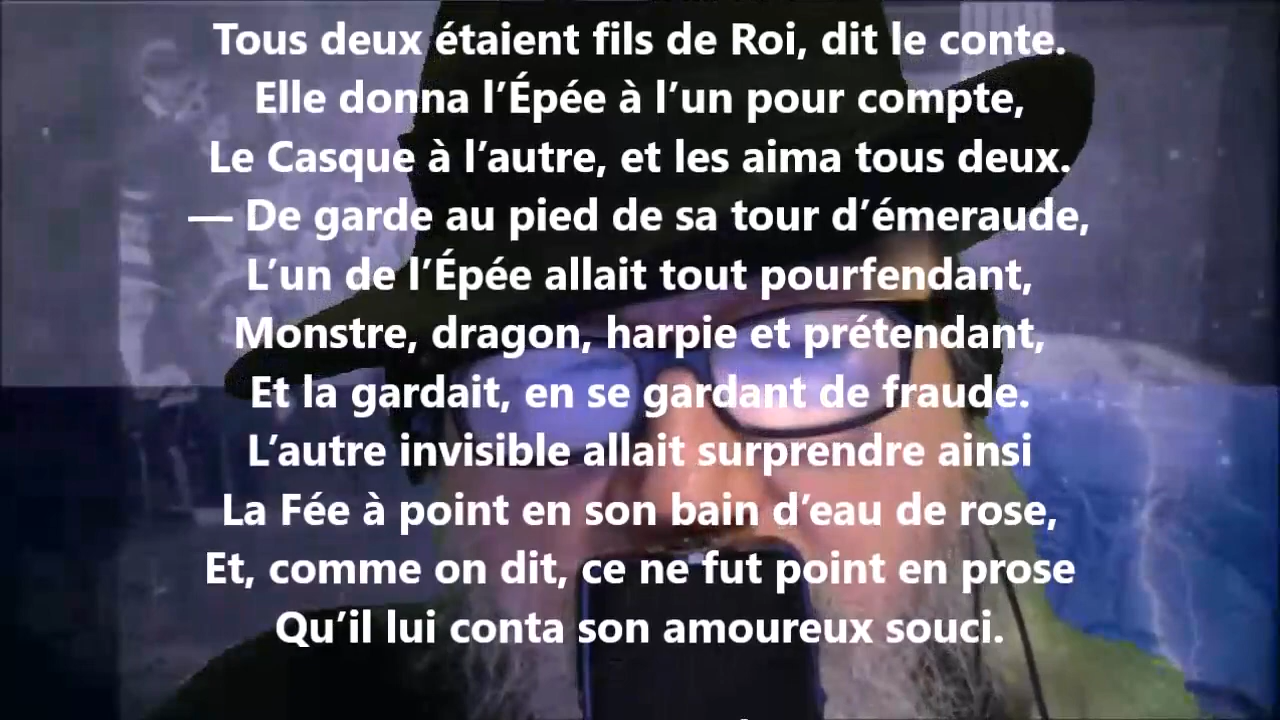 Tous deux étaient fils de Roi, dit le conte.
Elle donna l’Épée à l’un pour compte,
Le Casque à l’autre, et les aima tous deux.
— De garde au pied de sa tour d’émeraude,
L’un de l’Épée allait tout pourfendant,
Monstre, dragon, harpie et prétendant,
Et la gardait, en se gardant de fraude.
L’autre invisible allait surprendre ainsi
La Fée à point en son bain d’eau de rose,
Et, comme on dit, ce ne fut point en prose
Qu’il lui conta son amoureux souci.